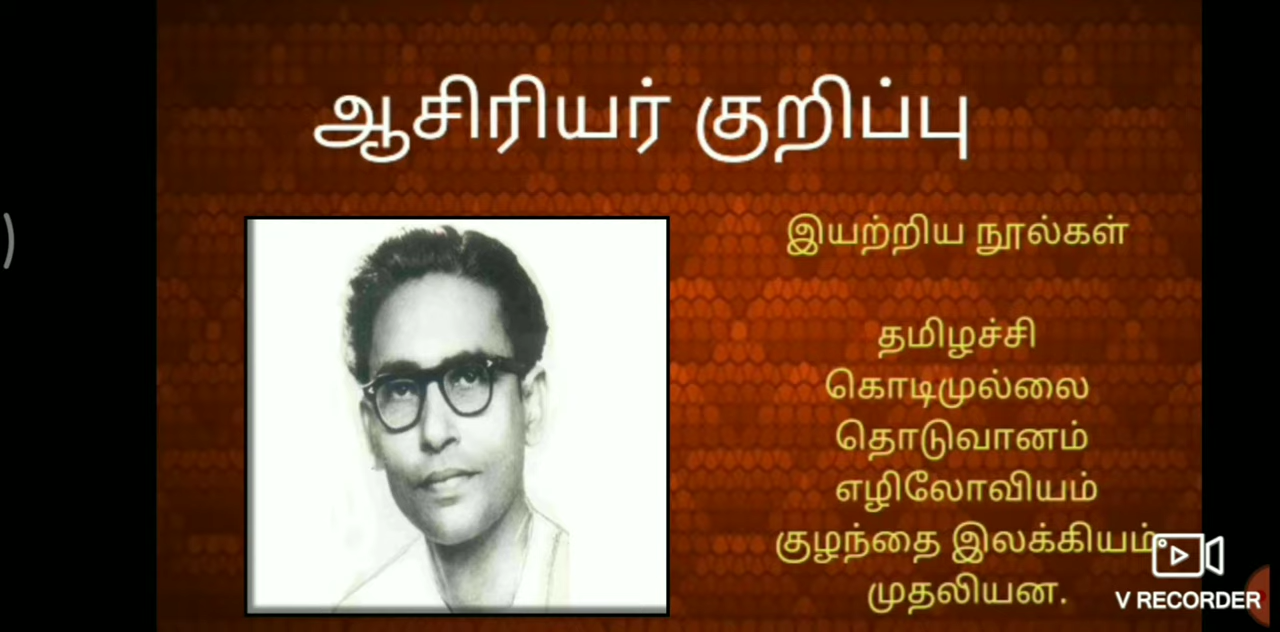 ஆசிரியர் குறிப்பு
இயற்றிய நூல்கள்
தமிழச்சி
கொடிமுல்லை
தொடுவானம்
எழிலோவியம்
குழந்தை இலக்கியம்
முதலியன.
V RECORDER